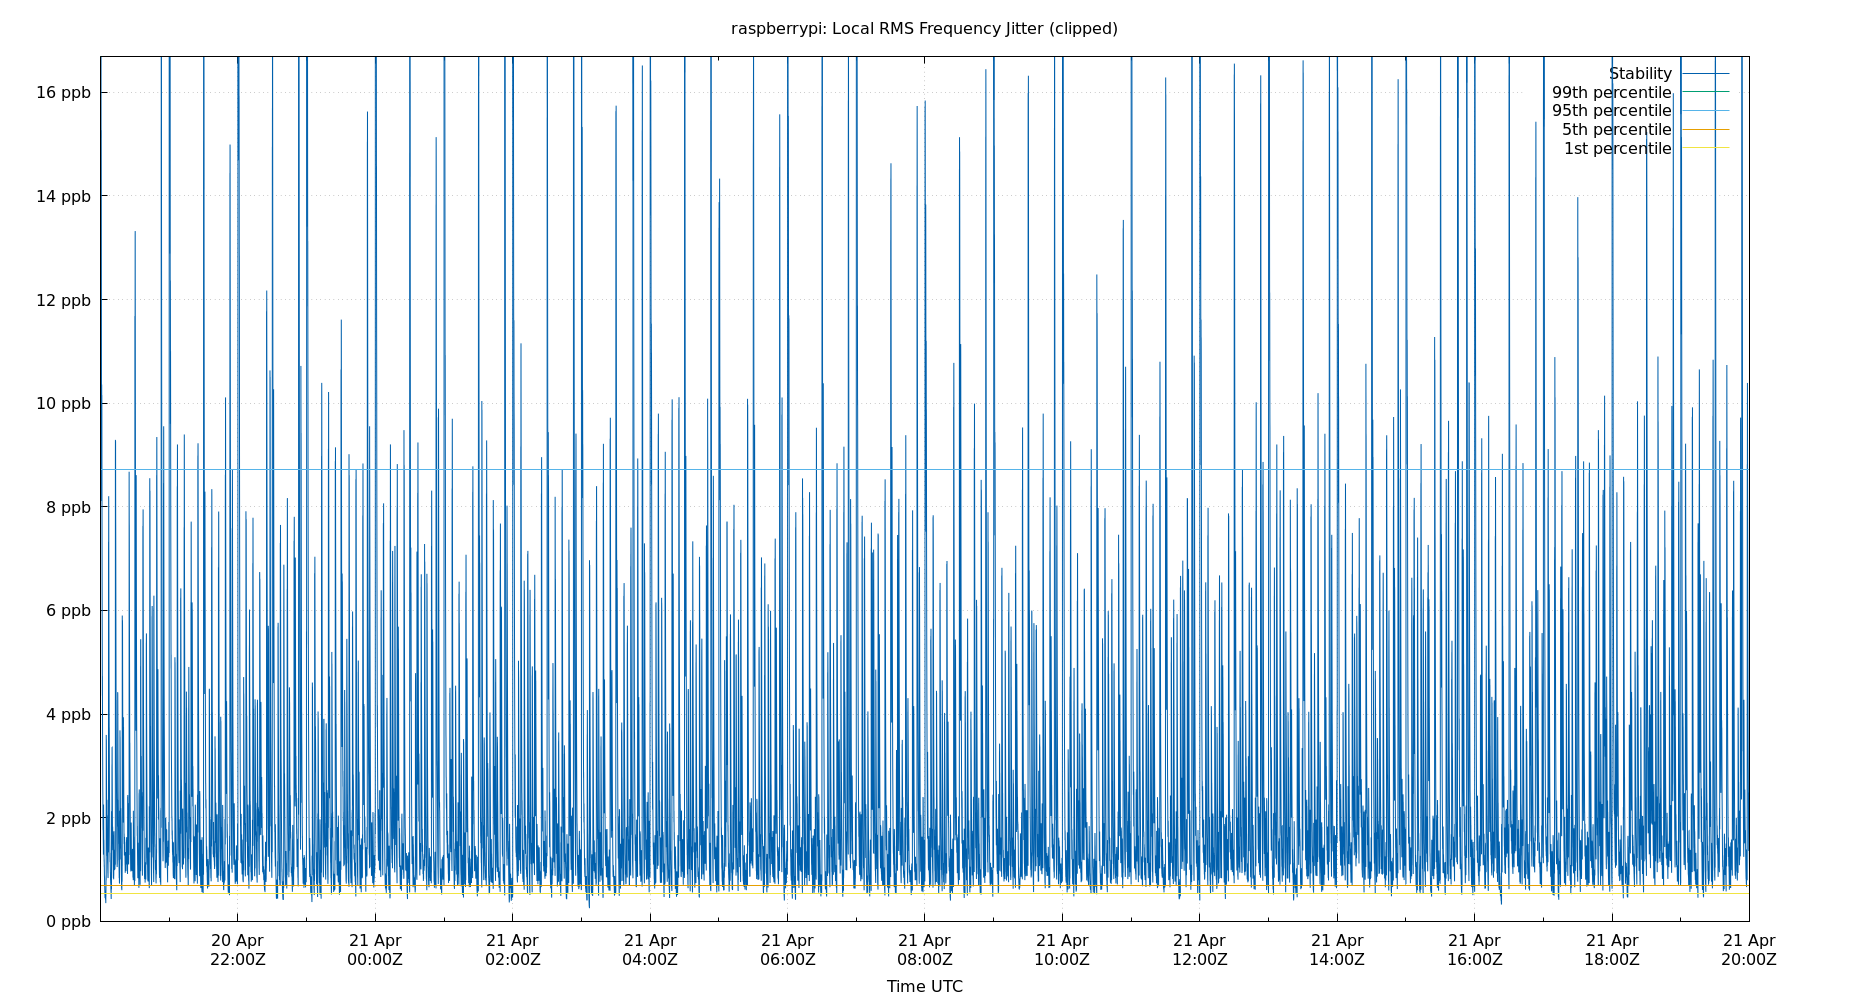 raspberrypi: Local RMS Frequency Jitter (clipped)
Stability
99th percentile
95th percentile
5th percentile
1st percentile
16 ppb
14 ppb
12 ppb
10 ppb
8 ppb
6 ppb
4 ppb
2 ppb
0 ppb
20 Apr 21 Apr 21 Apr 21 Apr 21 Apr 21 Apr 21 Apr 21 Apr 21 Apr 21 Apr 21 Apr 21 Apr
22:00Z 00:00Z 02:00Z 04:00Z 06:00Z 08:00Z 10:00Z 12:00Z 14:00Z 16:00Z 18:00Z 20:00Z
Time UTC